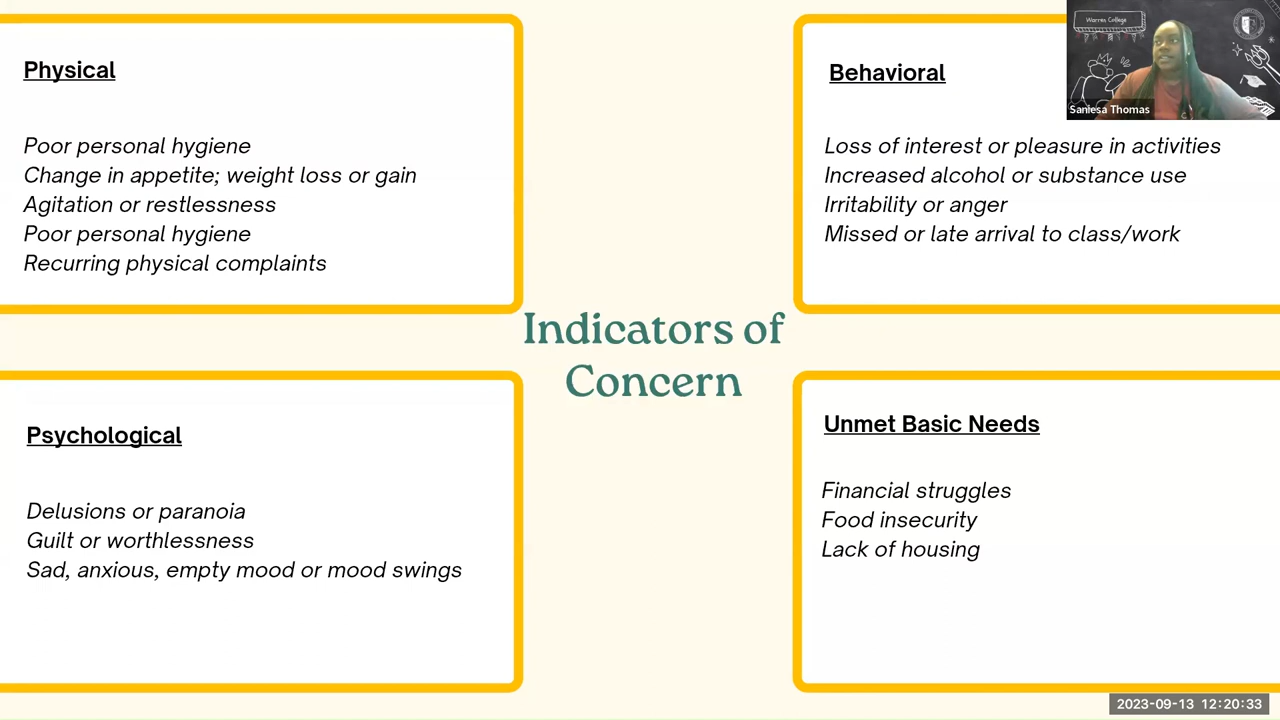 Physical
Poor personal hygiene
Change in appetite; weight loss or gain
Agitation or restlessness
Poor personal hygiene
Recurring physical complaints
Behavioral
Loss of interest or pleasure in activities
Increased alcohol or substance use
Irritability or anger
Missed or late arrival to class/work
Warren College
Saniesa Thomas
Indicators of
Concern
Psychological
Delusions or paranoia
Guilt or worthlessness
Sad, anxious, empty mood or mood swings
Unmet Basic Needs
Financial struggles
Food insecurity
Lack of housing
2023-09-13 12:20:33